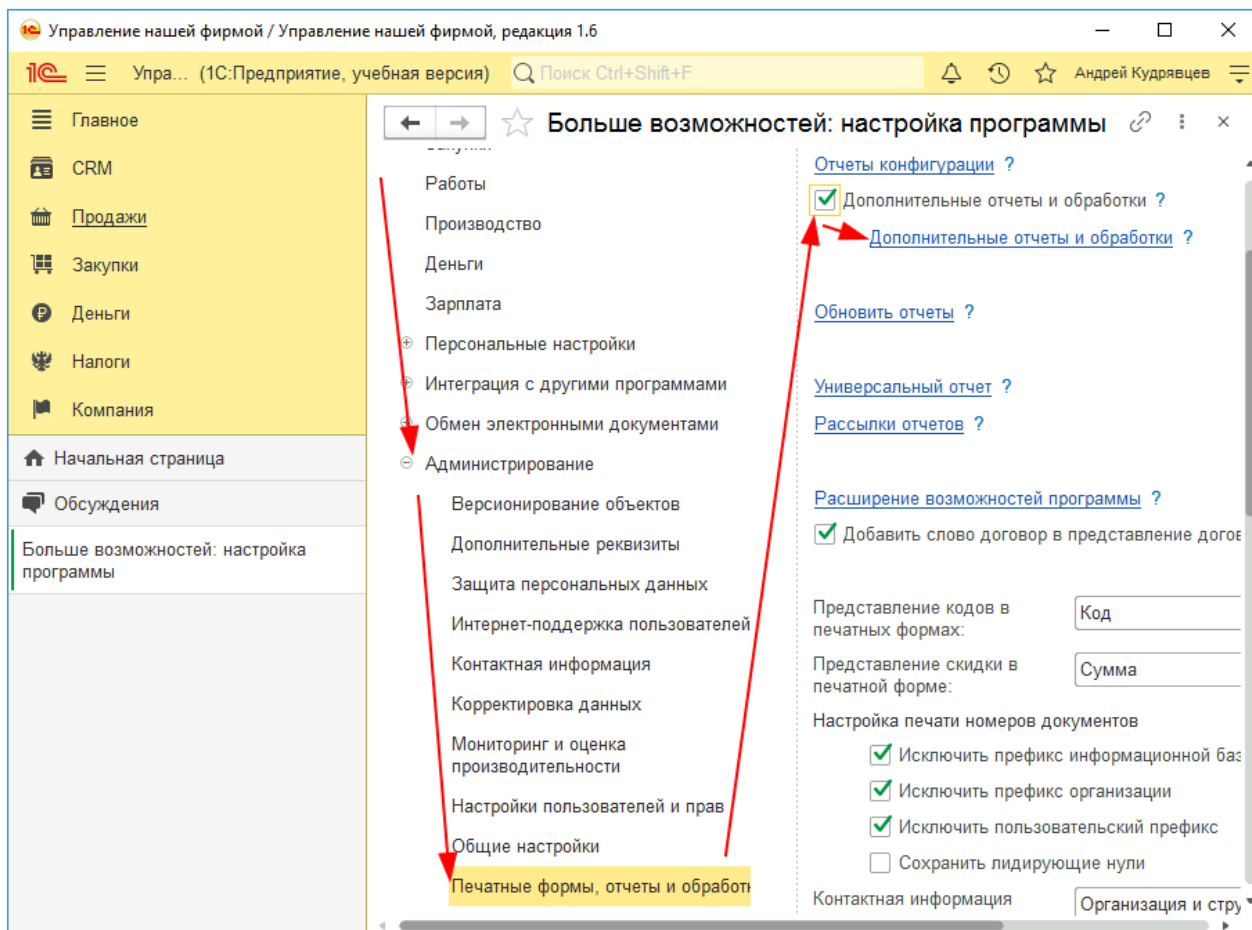 Управление нашей фирмой / Управление нашей фирмой, редакция 1.6
Упра... (1С:Предприятие, учебная версия)
Поиск Ctrl+Shift+F
Андрей Кудрявцев
Главное
CRM
Продажи
Закупки
Деньги
Налоги
Компания
Начальная страница
Обсуждения
Больше возможностей: настройка
программы
Больше возможностей: настройка программы
Работы
Производство
Деньги
Зарплата
Персональные настройки
Интеграция с другими программами
Обмен электронными документами
Администрирование
Версионирование объектов
Дополнительные реквизиты
Защита персональных данных
Интернет-поддержка пользователей
Контактная информация
Корректировка данных
Мониторинг и оценка
производительности
Настройки пользователей и прав
Общие настройки
Печатные формы, отчеты и обработк
Отчеты конфигурации ?
Дополнительные отчеты и обработки ?
Дополнительные отчеты и обработки ?
Обновить отчеты ?
Универсальный отчет ?
Рассылки отчетов ?
Расширение возможностей программы ?
Добавить слово договор в представление догов
Представление кодов в
печатных формах:
Код
Представление скидки в
печатной форме:
Сумма
Настройка печати номеров документов
Исключить префикс информационной баз
Исключить префикс организации
Исключить пользовательский префикс
Сохранить лидирующие нули
Контактная информация
Организация и стру